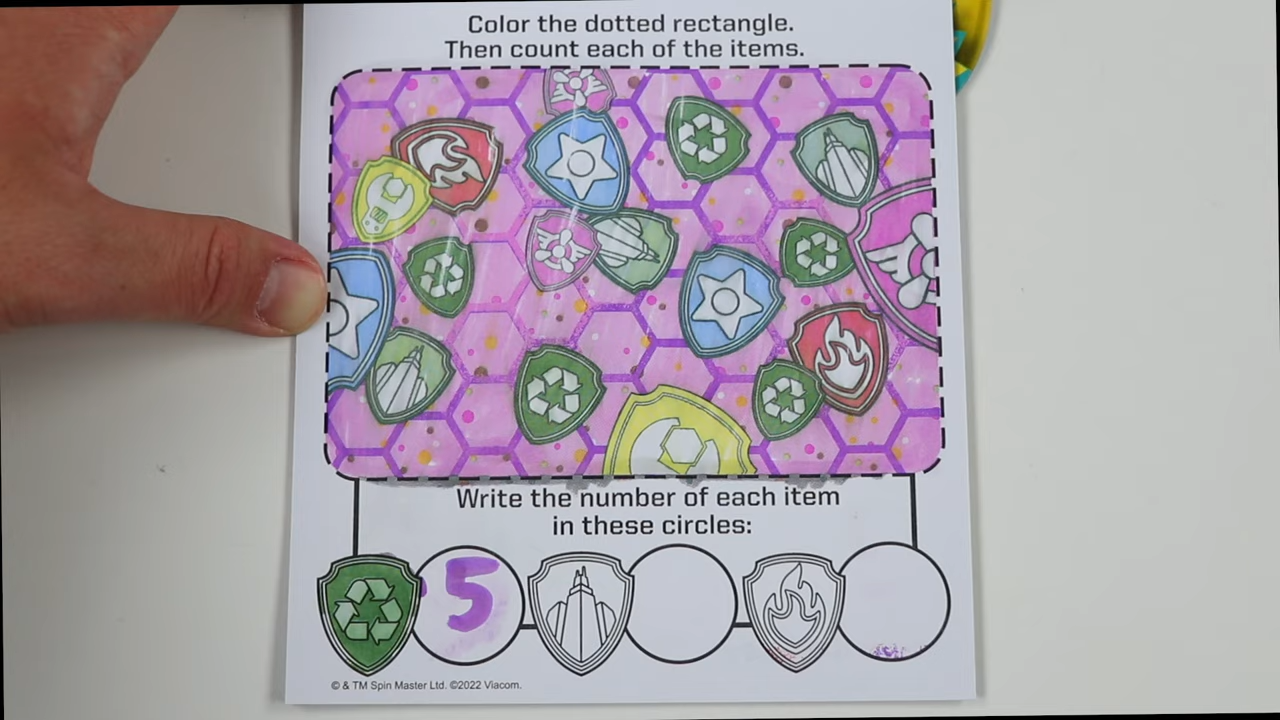 Color the dotted rectangle.
Then count each of the items.
Write the number of each item
in these circles:
5
© & TM Spin Master Ltd. ©2022 Viacom.